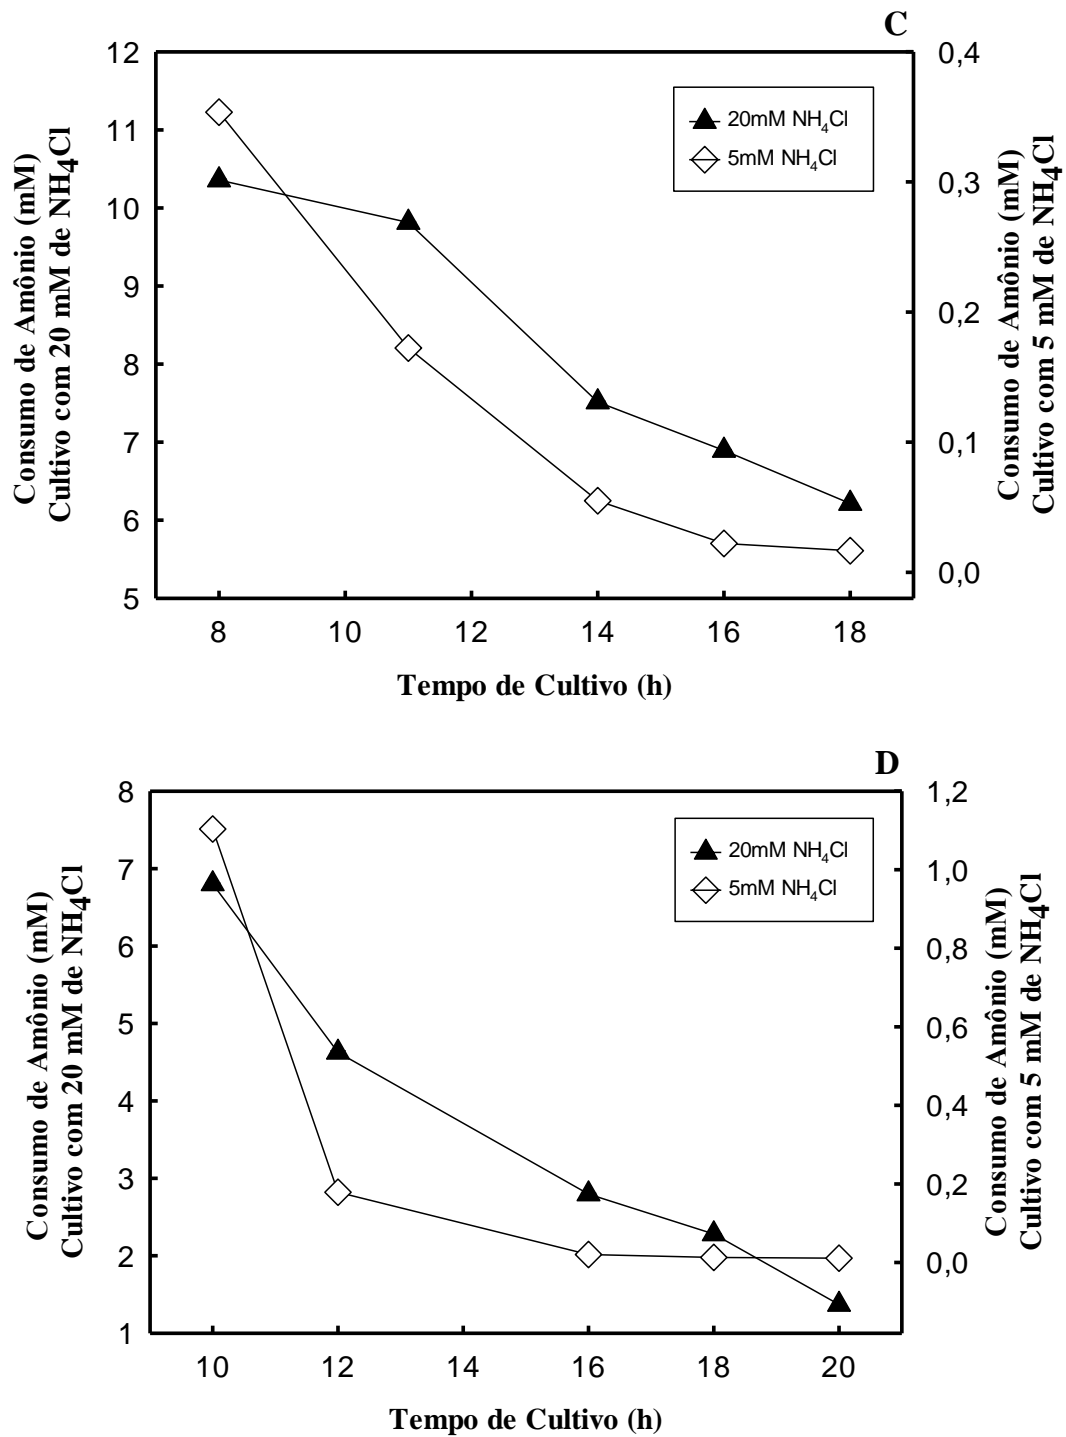 C
12
11
10
9
8
7
6
5
0,4
0,3
0,2
0,1
0,0
20mM NH₄Cl
5mM NH₄Cl
Consumo de Amônio (mM)
Cultivo com 20 mM de NH4Cl
Consumo de Amônio (mM)
Cultivo com 5 mM de NH4Cl
8 10 12 14 16 18
Tempo de Cultivo (h)
D
8
7
6
5
4
3
2
1
1,2
1,0
0,8
0,6
0,4
0,2
0,0
20mM NH₄Cl
5mM NH₄Cl
Consumo de Amônio (mM)
Cultivo com 20 mM de NH4Cl
Consumo de Amônio (mM)
Cultivo com 5 mM de NH4Cl
10 12 14 16 18 20
Tempo de Cultivo (h)